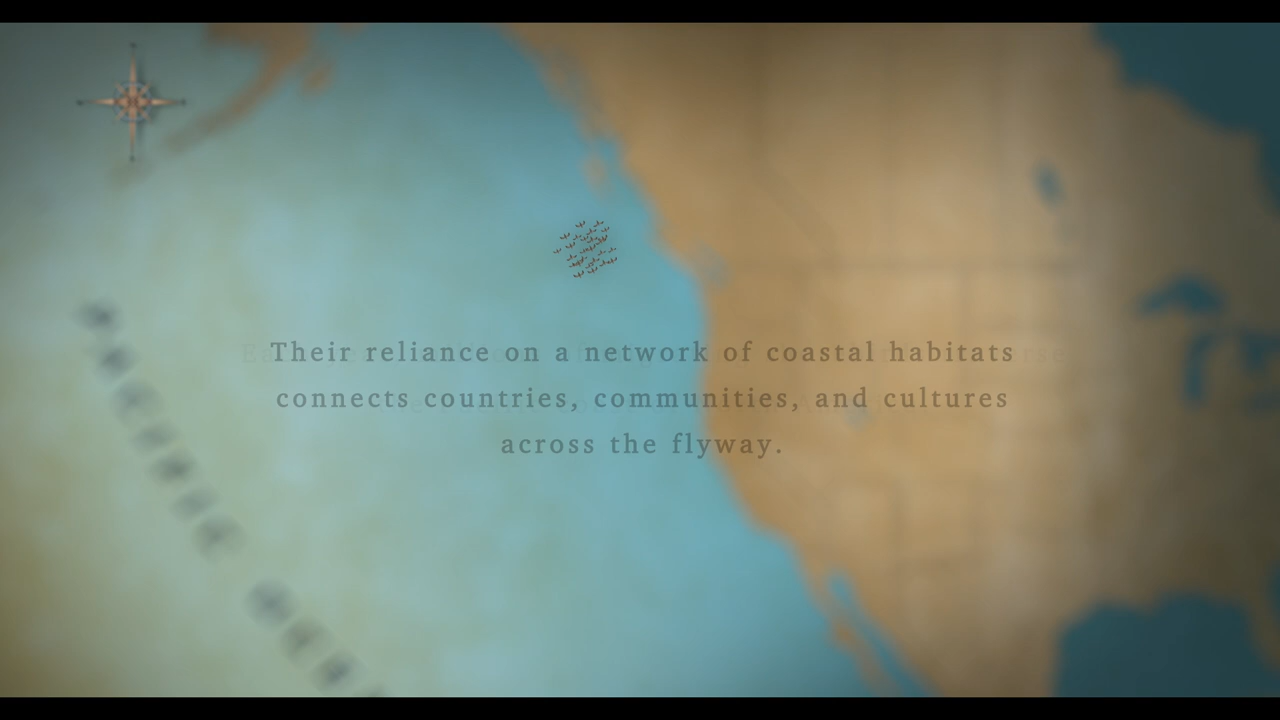 Their reliance on a network of coastal habitats
connects countries, communities, and cultures
across the flyway.